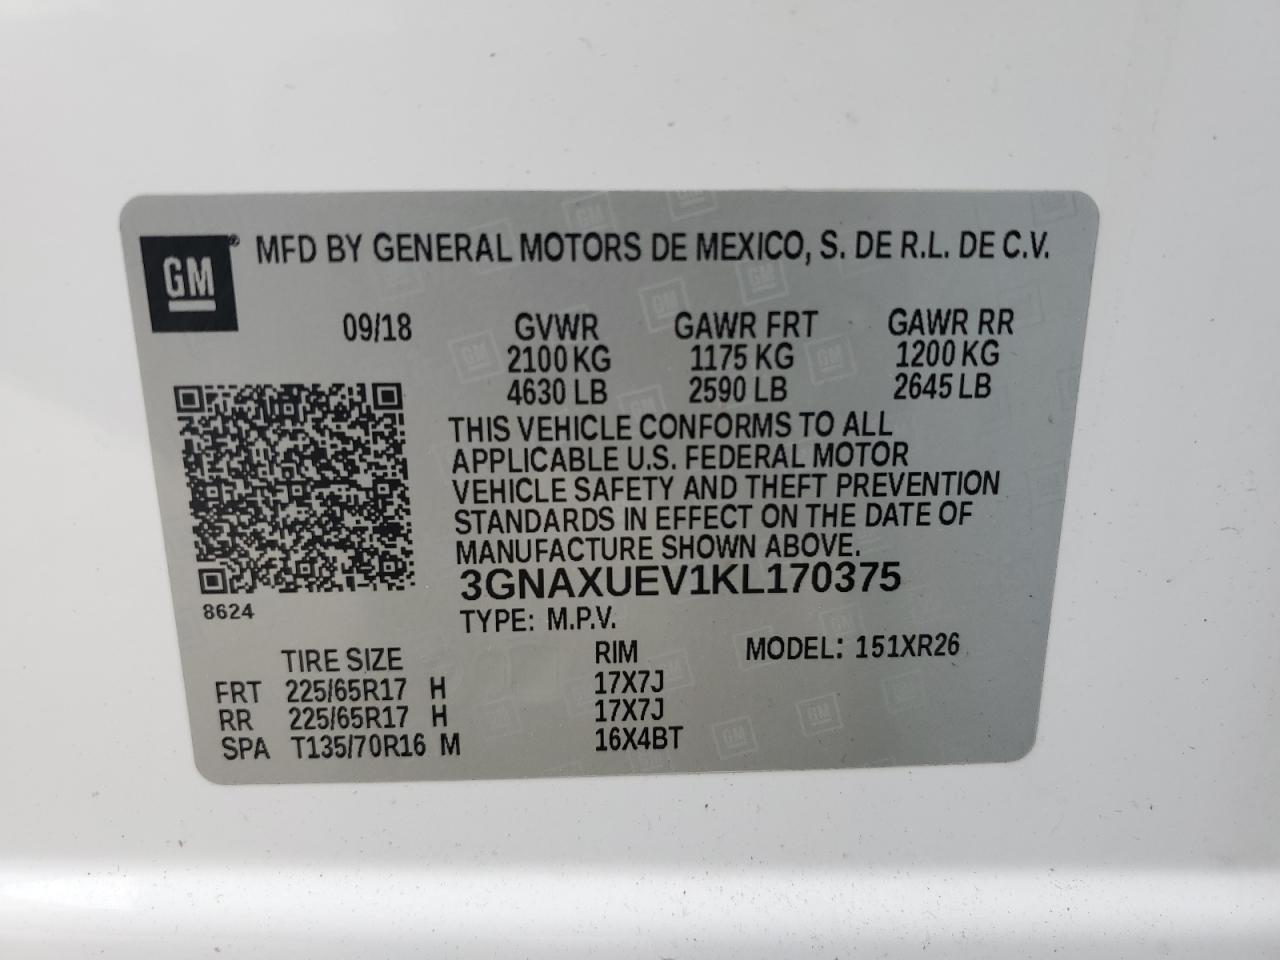 GM® MFD BY GENERAL MOTORS DE MEXICO, S. DE R.L. DE C.V.
09/18 GVWR GAWR FRT GAWR RR
2100 KG 1175 KG 1200 KG
4630 LB 2590 LB 2645 LB
THIS VEHICLE CONFORMS TO ALL
APPLICABLE U.S. FEDERAL MOTOR
VEHICLE SAFETY AND THEFT PREVENTION
STANDARDS IN EFFECT ON THE DATE OF
MANUFACTURE SHOWN ABOVE.
3GNAXUEV1KL170375
8624
TYPE: M.P.V.
TIRE SIZE RIM MODEL: 151XR26
FRT 225/65R17 H 17X7J
RR 225/65R17 H 17X7J
SPA T135/70R16 M 16X4BT